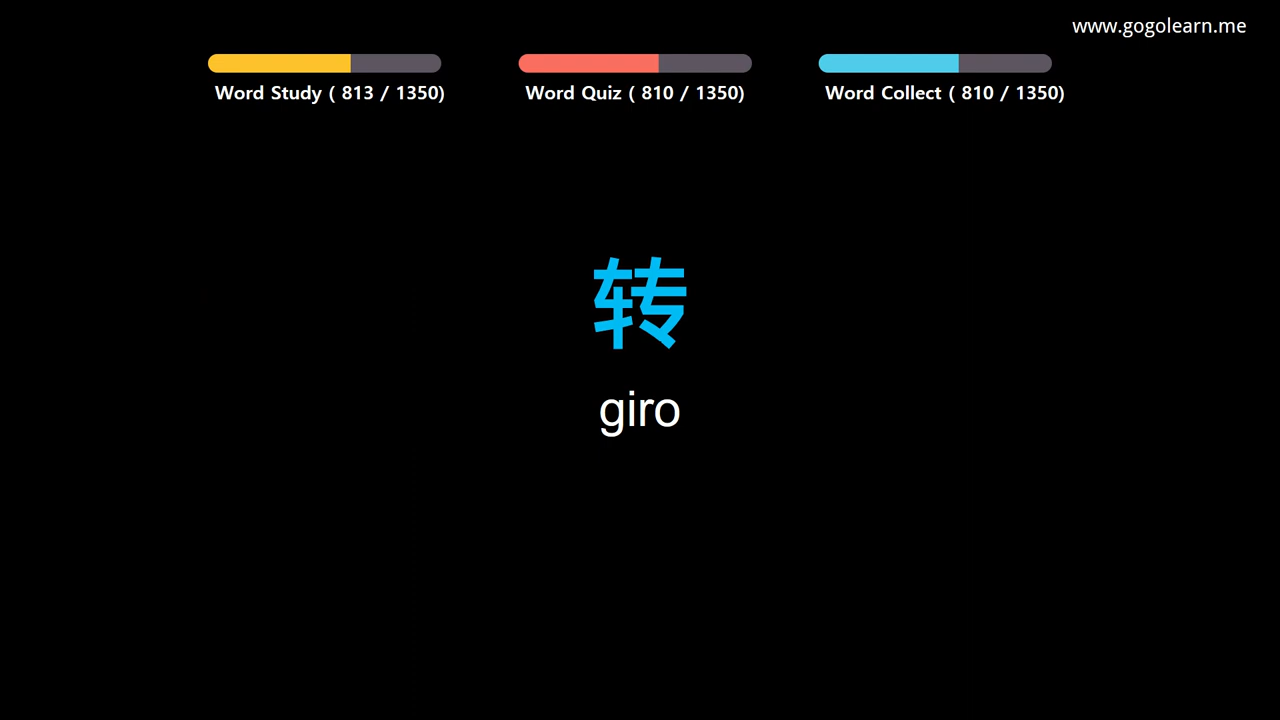 www.gogolearn.me
Word Study ( 813 / 1350)
Word Quiz ( 810 / 1350)
Word Collect ( 810 / 1350)
转
giro